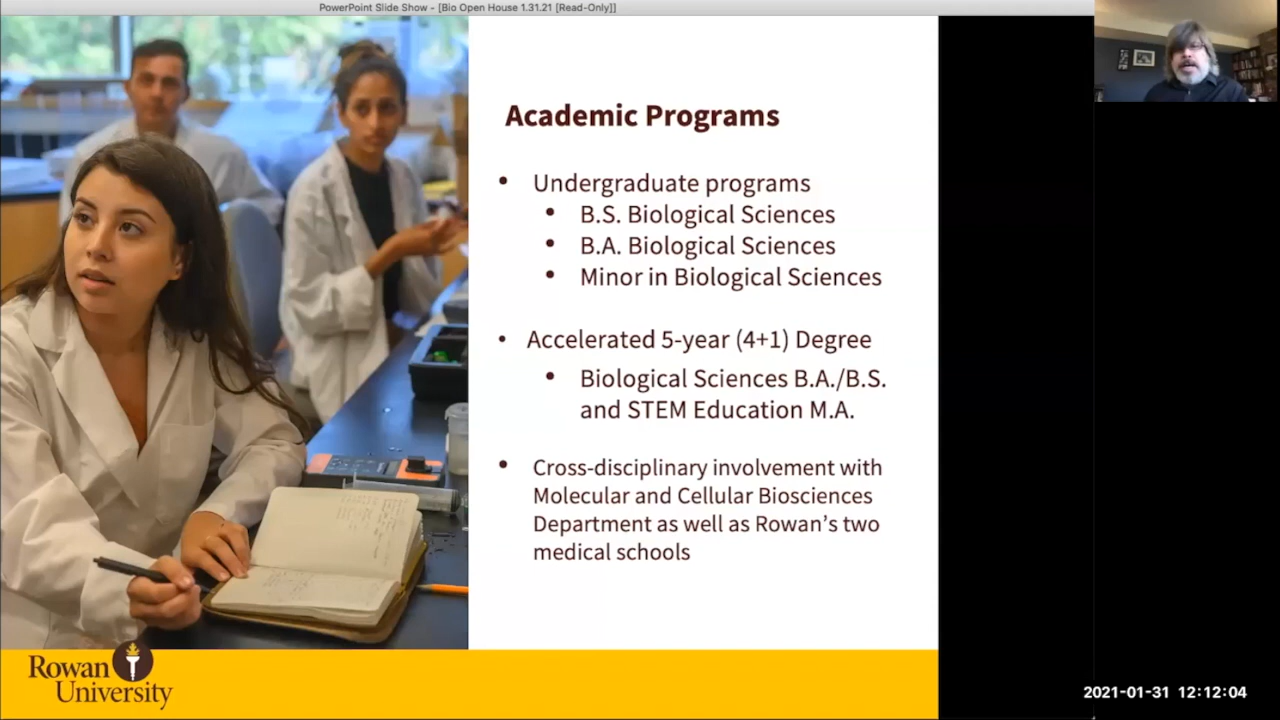 PowerPoint Slide Show - [Bio Open House 1.31.21 [Read-Only]]
Academic Programs
• Undergraduate programs
• B.S. Biological Sciences
• B.A. Biological Sciences
• Minor in Biological Sciences
• Accelerated 5-year (4+1) Degree
• Biological Sciences B.A./B.S.
and STEM Education M.A.
• Cross-disciplinary involvement with
Molecular and Cellular Biosciences
Department as well as Rowan's two
medical schools
Rowan
University
2021-01-31 12:12:04